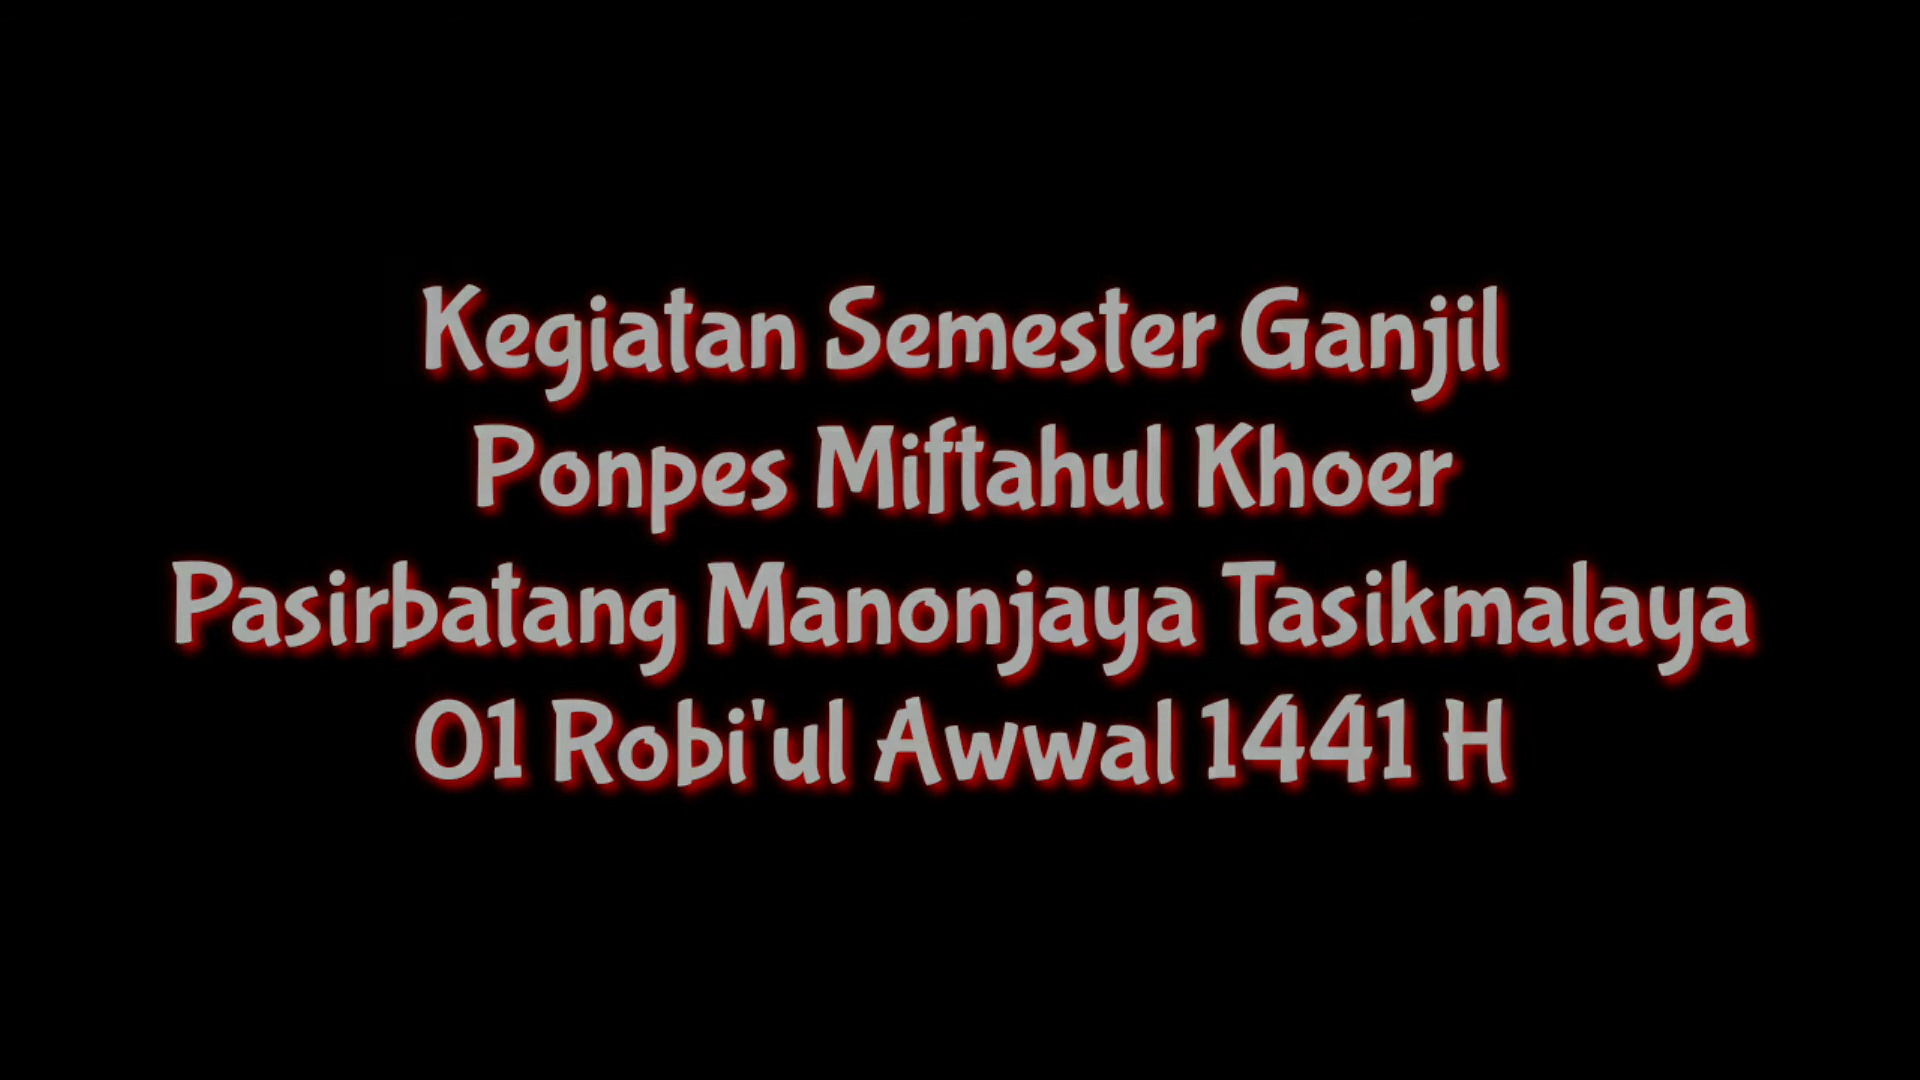 Kegiatan Semester Ganjil
Ponpes Miftahul Khoer
Pasirbatang Manonjaya Tasikmalaya
01 Robi'ul Awwal 1441 H